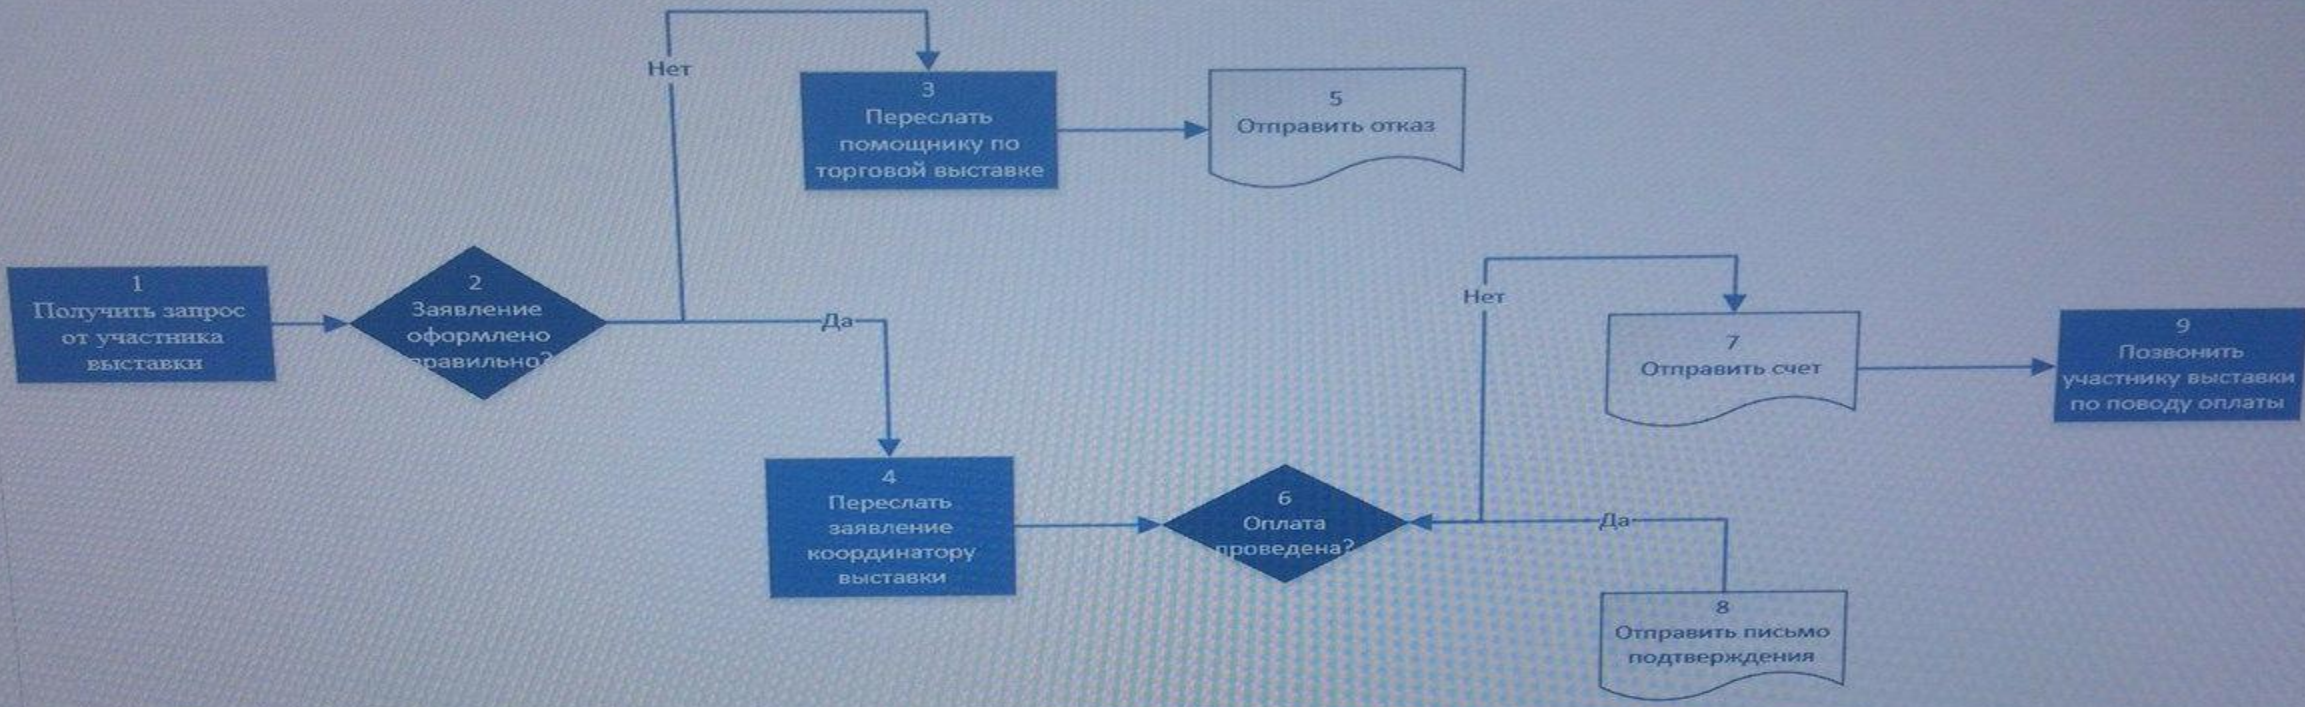 Нет
3
Переслать
помощнику по
торговой выставке
5
Отправить отказ
1
Получить запрос
от участника
выставки
2
Заявление
оформлено
правильно?
Да
Нет
7
Отправить счет
9
Позвонить
участнику выставки
по поводу оплаты
4
Переслать
заявление
координатору
выставки
6
Оплата
проведена?
Да
8
Отправить письмо
подтверждения